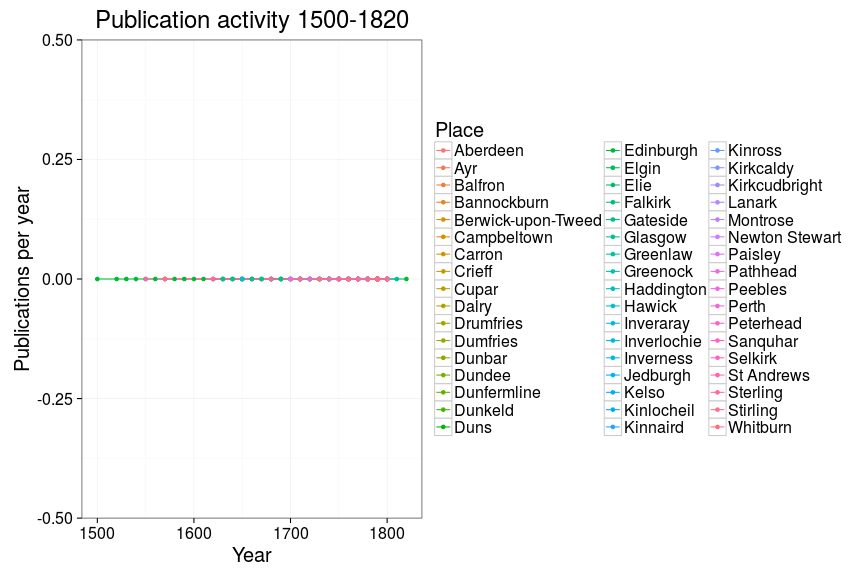 Publication activity 1500-1820
Publications per year
0.50
0.25
0.00
-0.25
-0.50
1500 1600 1700 1800
Year
Place
Aberdeen Edinburgh Kinross
Ayr Elgin Kirkcaldy
Balfron Elie Kirkcudbright
Bannockburn Falkirk Lanark
Berwick-upon-Tweed Gateside Montrose
Campbeltown Glasgow Newton Stewart
Carron Greenlaw Paisley
Crieff Greenock Pathhead
Cupar Haddington Peebles
Dalry Hawick Perth
Drumfries Inveraray Peterhead
Dumfries Inverlochie Sanquhar
Dunbar Inverness Selkirk
Dundee Jedburgh St Andrews
Dunfermline Kelso Sterling
Dunkeld Kinlocheil Stirling
Duns Kinnaird Whitburn